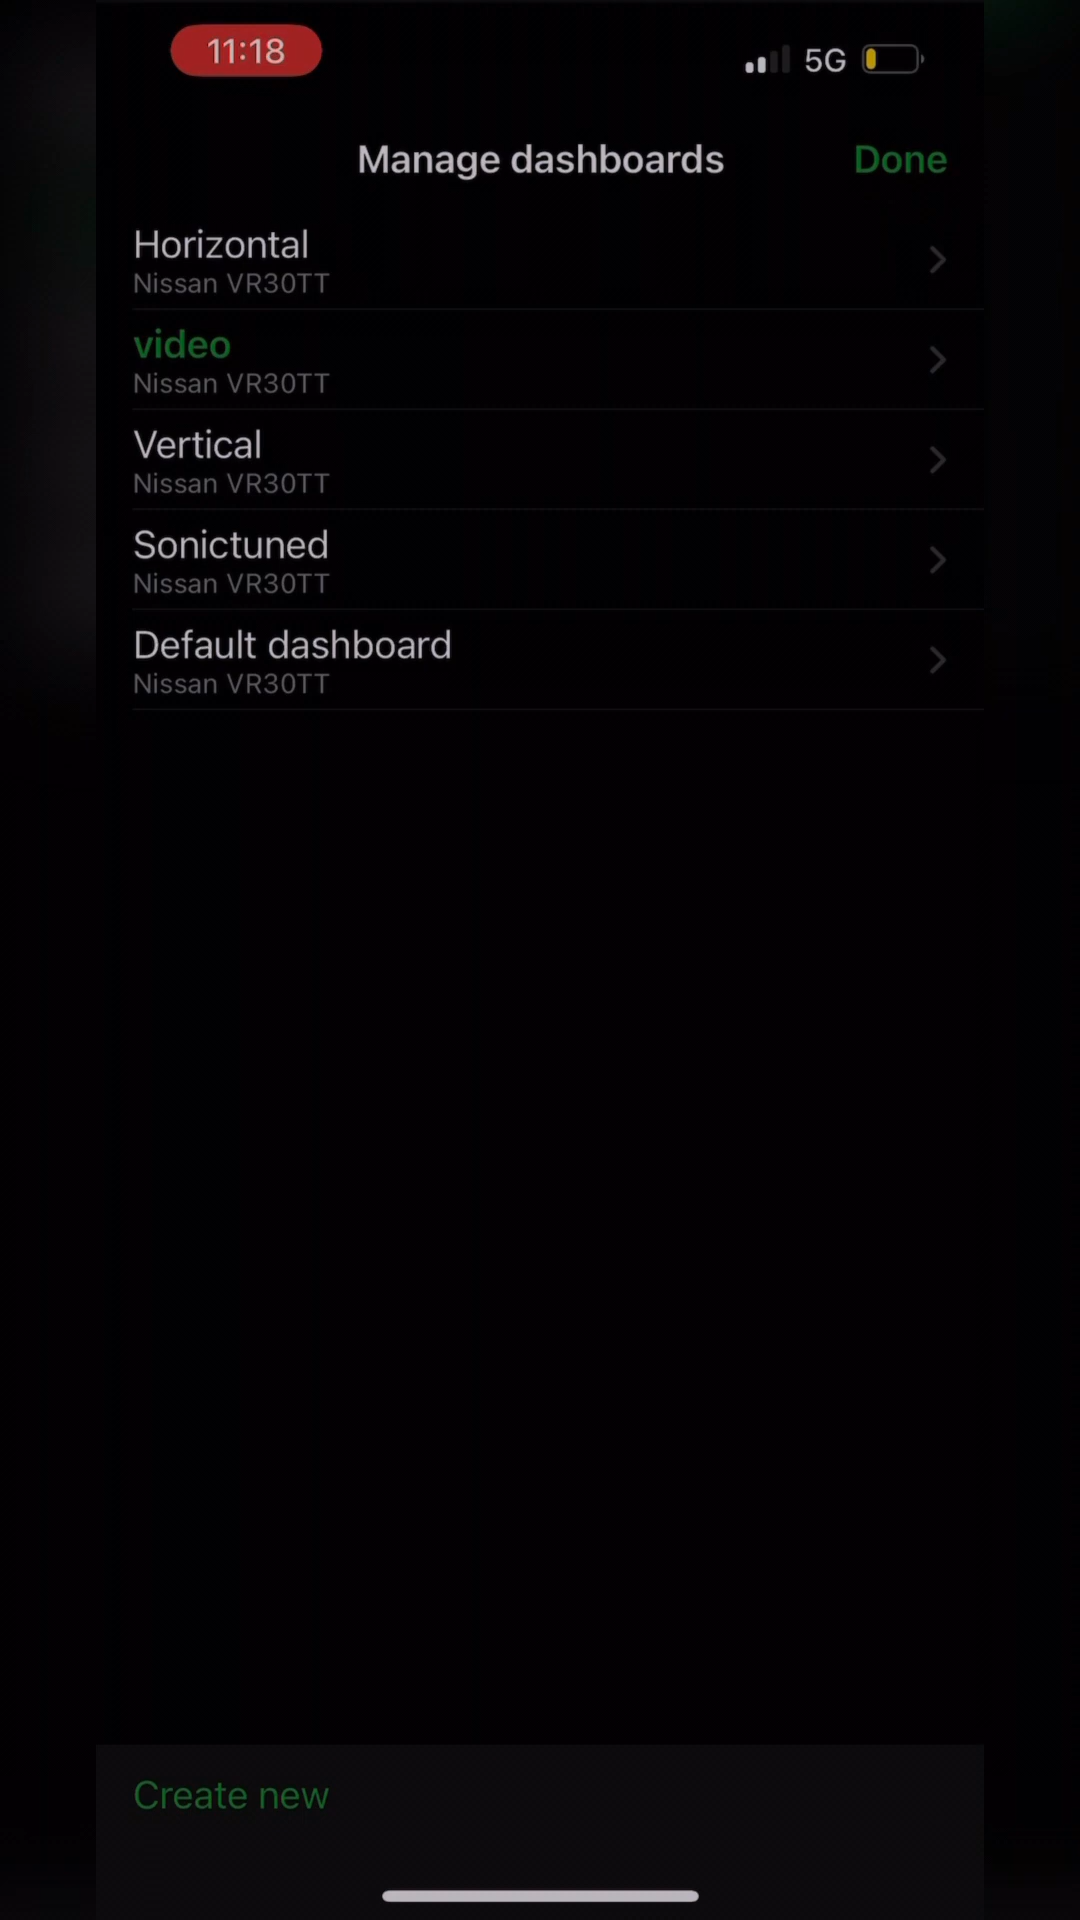 11:18
5G
Manage dashboards
Done
Horizontal
Nissan VR30TT
video
Nissan VR30TT
Vertical
Nissan VR30TT
Sonictuned
Nissan VR30TT
Default dashboard
Nissan VR30TT
Create new